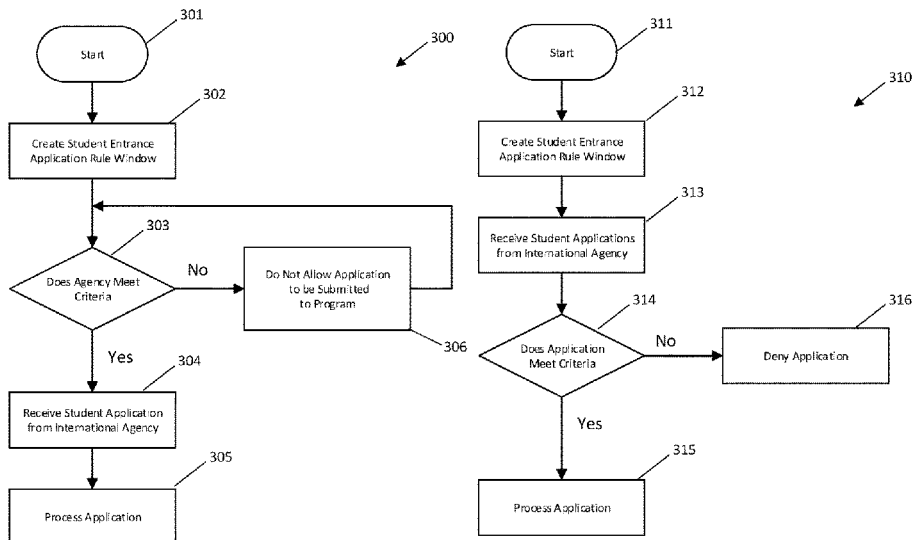 301
Start
300
302
Create Student Entrance
Application Rule Window
303
Does Agency Meet
Criteria
No
Do Not Allow Application
to be Submitted
to Program
306
Yes
304
Receive Student Application
from International Agency
305
Process Application
311
Start
310
312
Create Student Entrance
Application Rule Window
313
Receive Student Applications
from International Agency
314
Does Application
Meet Criteria
No
316
Deny Application
Yes
315
Process Application